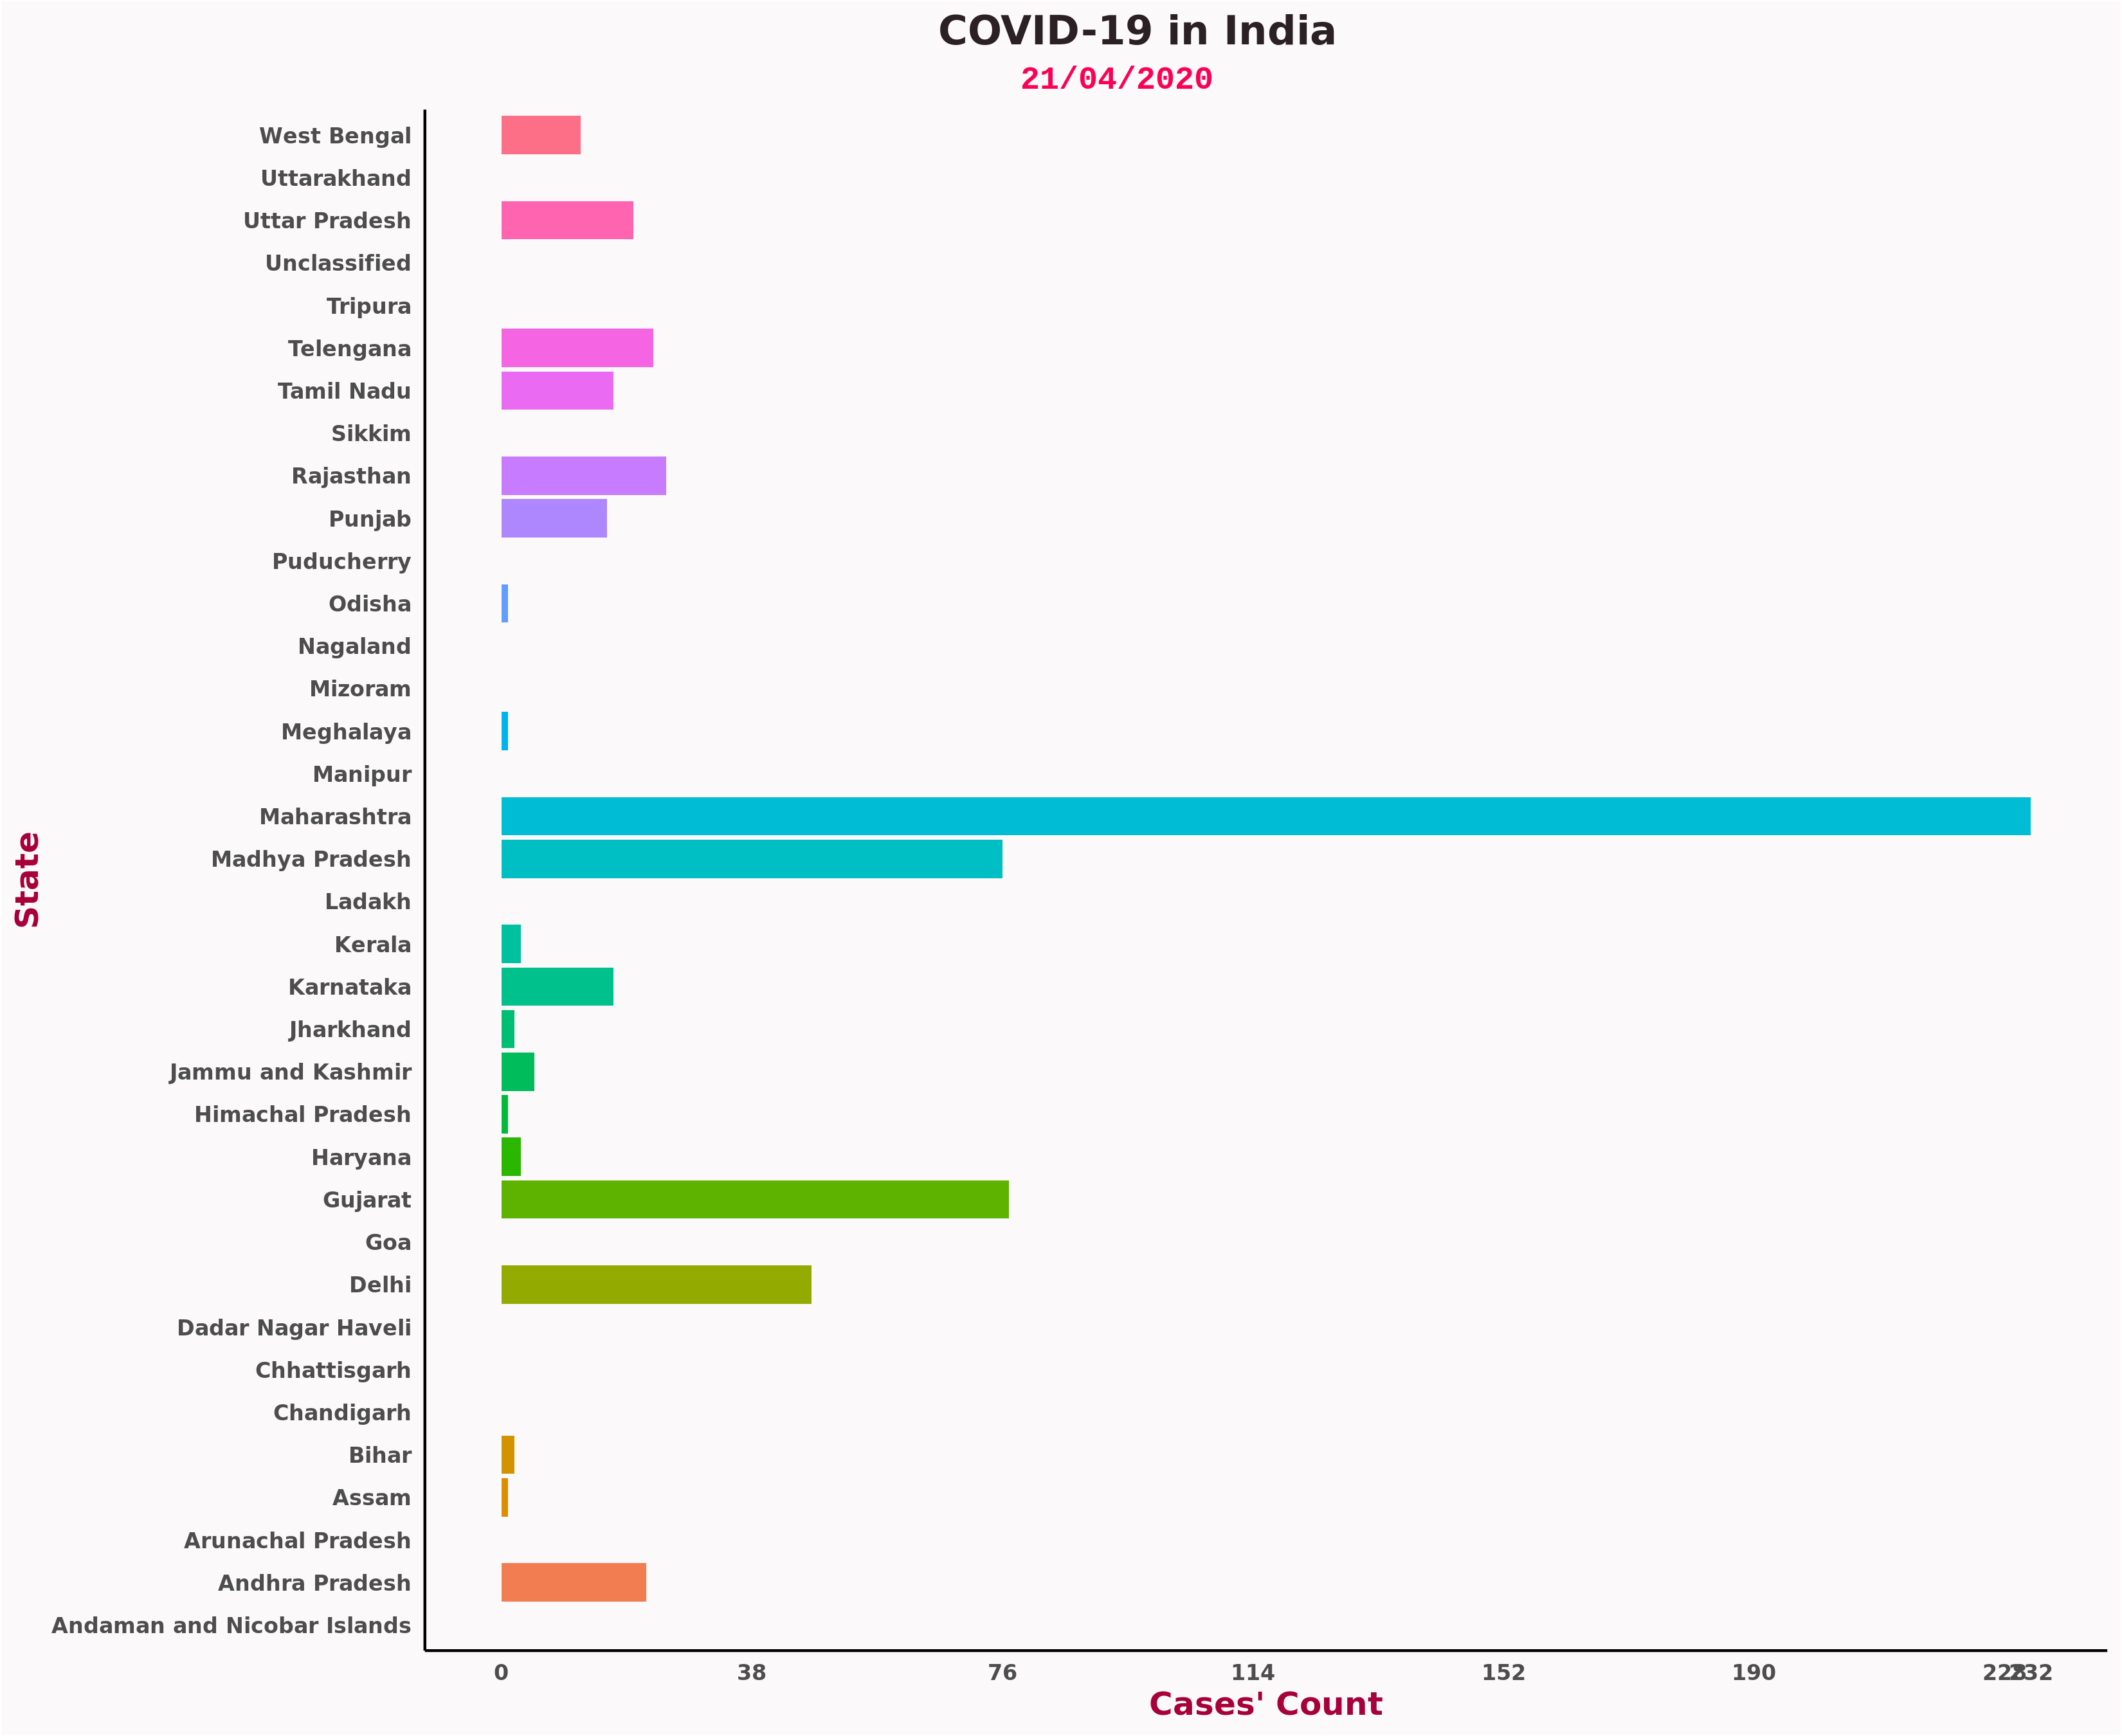 COVID-19 in India
21/04/2020
West Bengal
Uttarakhand
Uttar Pradesh
Unclassified
Tripura
Telengana
Tamil Nadu
Sikkim
Rajasthan
Punjab
Puducherry
Odisha
Nagaland
Mizoram
Meghalaya
Manipur
Maharashtra
Madhya Pradesh
Ladakh
Kerala
Karnataka
Jharkhand
Jammu and Kashmir
Himachal Pradesh
Haryana
Gujarat
Goa
Delhi
Dadar Nagar Haveli
Chhattisgarh
Chandigarh
Bihar
Assam
Arunachal Pradesh
Andhra Pradesh
Andaman and Nicobar Islands
State
0 38 76 114 152 190 228 232
Cases' Count